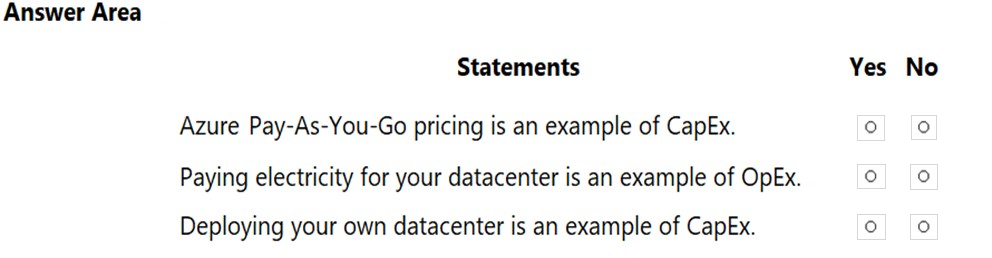 Answer Area
Statements Yes No
Azure Pay-As-You-Go pricing is an example of CapEx.
Paying electricity for your datacenter is an example of OpEx.
Deploying your own datacenter is an example of CapEx.